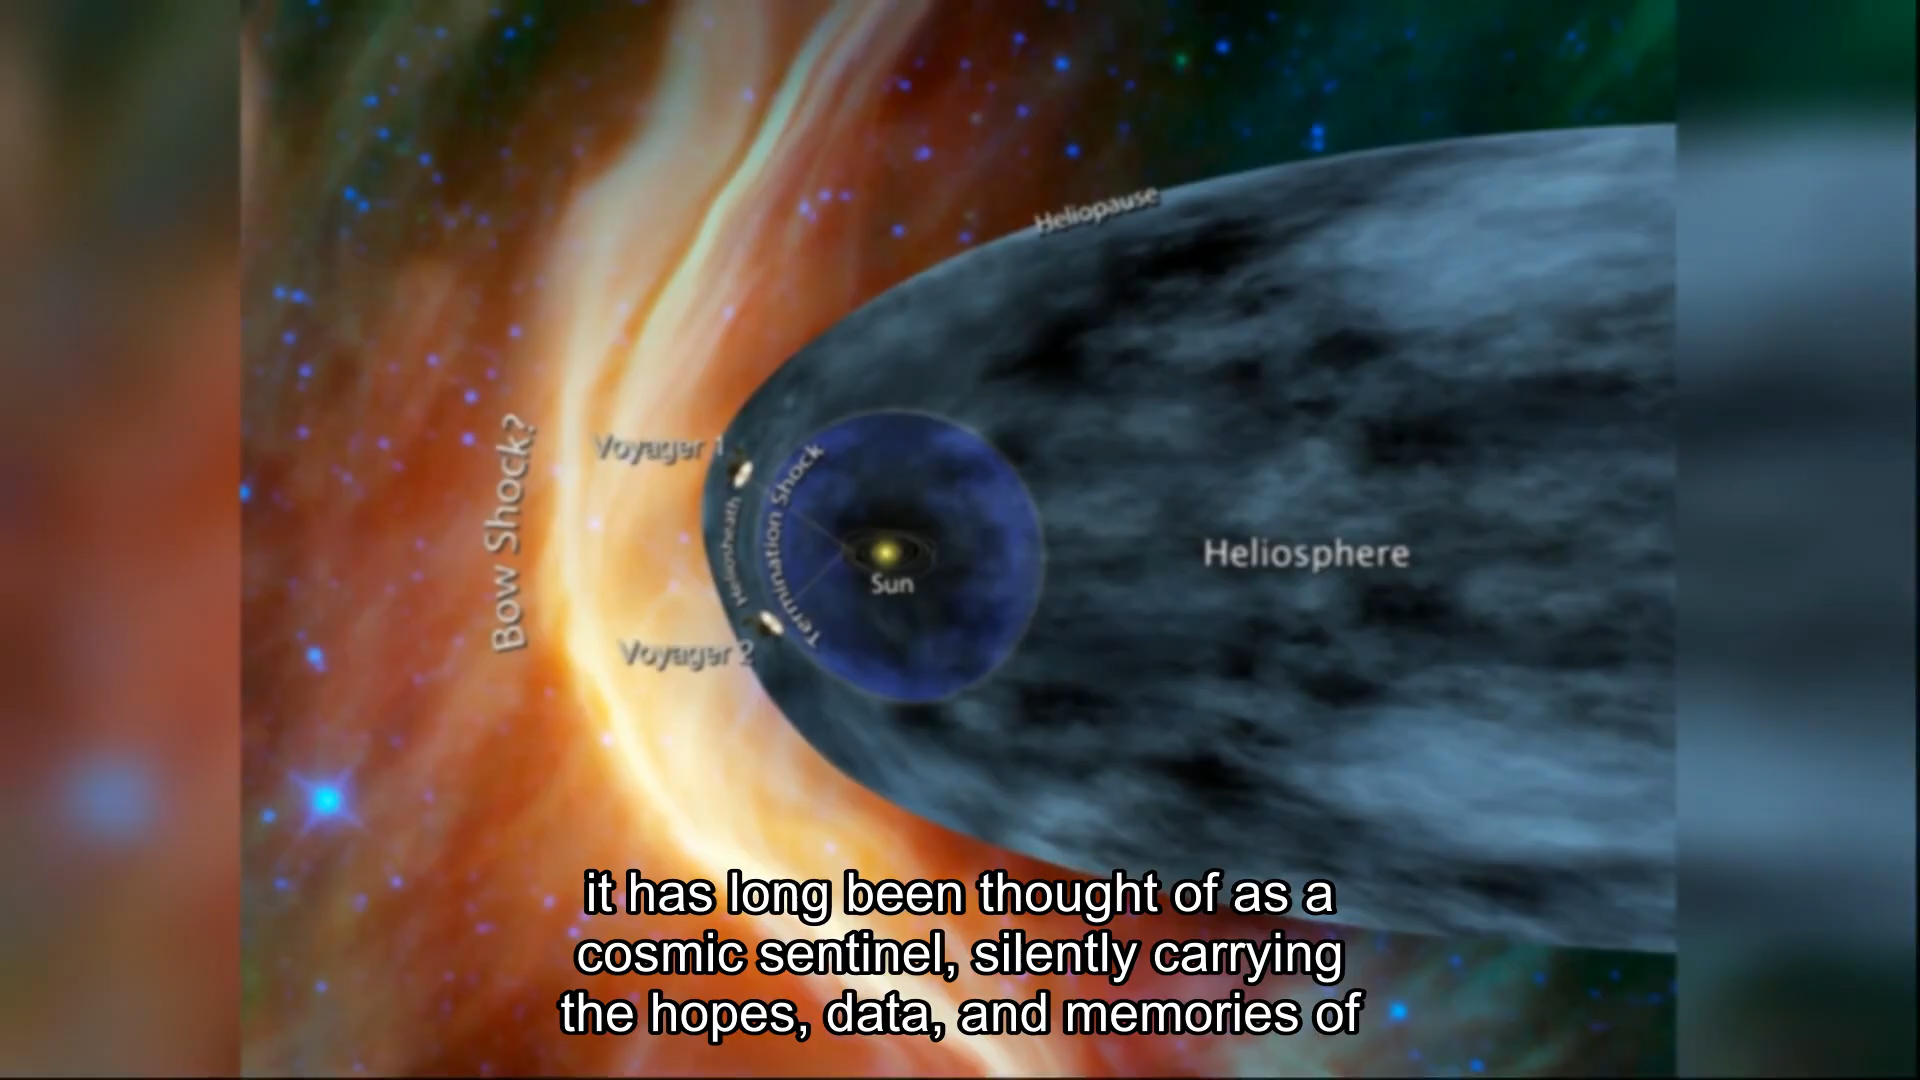 Heliopause
Bow Shock?
Voyager 1
Termination Shock
Heliosheath
Heliosphere
Sun
Voyager 2
it has long been thought of as a
cosmic sentinel, silently carrying
the hopes, data, and memories of